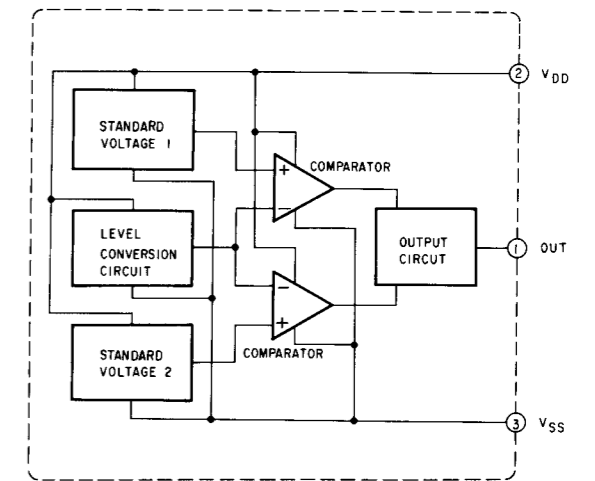 2 VDD
STANDARD
VOLTAGE 1
COMPARATOR
+
−
LEVEL
CONVERSION
CIRCUIT
OUTPUT
CIRCUT
1 OUT
−
+
COMPARATOR
STANDARD
VOLTAGE 2
3 VSS